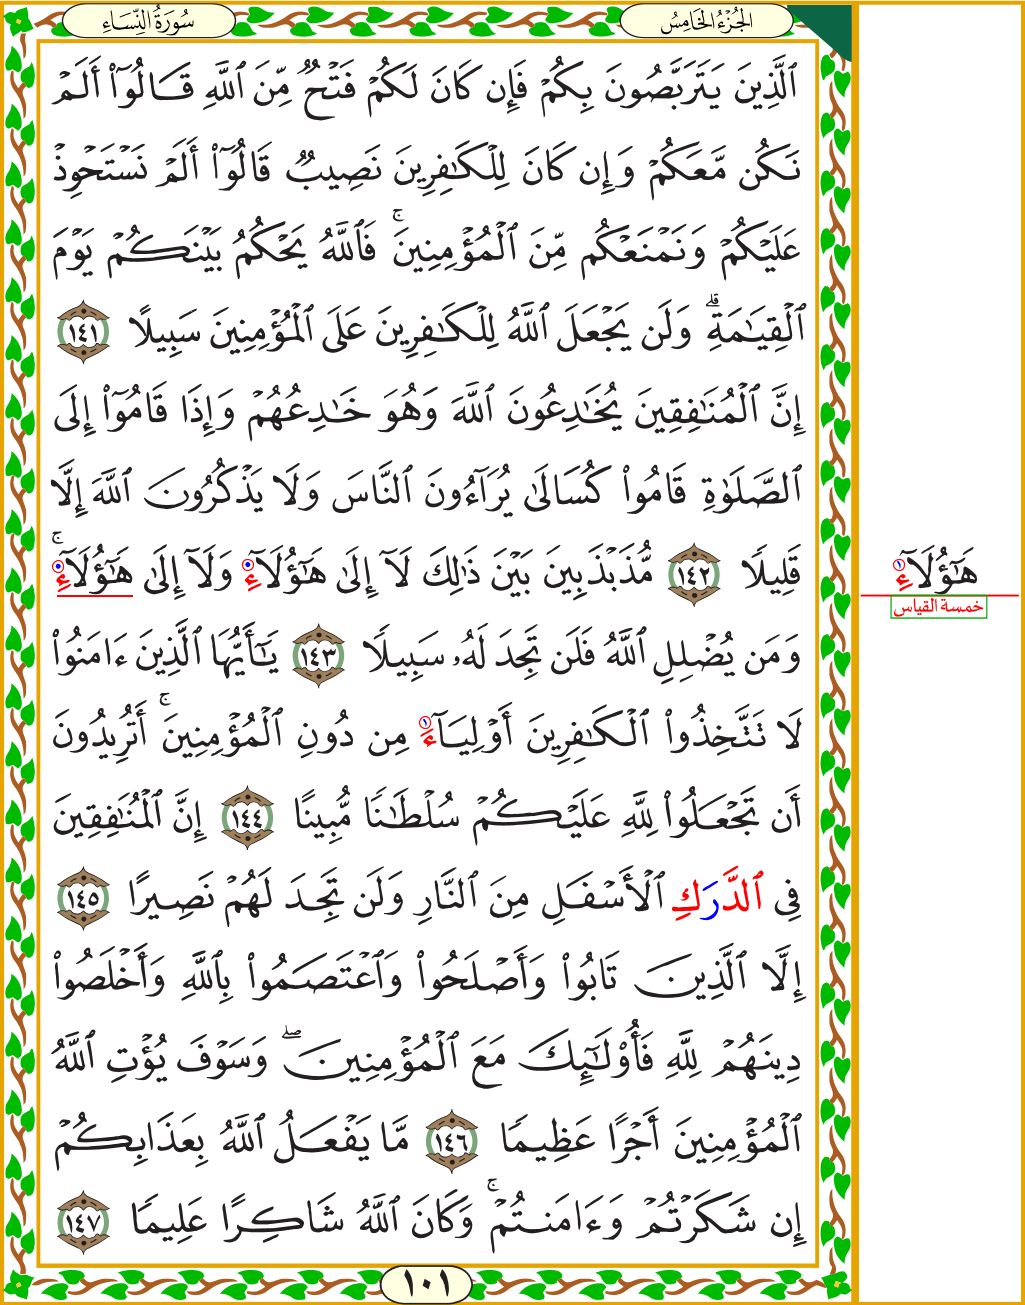 الجُزْءُ الخَامِسُ
سُورَةُ النِّسَاءِ
ٱلَّذِينَ يَتَرَبَّصُونَ بِكُمْ فَإِن كَانَ لَكُمْ فَتْحٌ مِّنَ ٱللَّهِ قَالُوٓا۟ أَلَمْ
نَكُن مَّعَكُمْ وَإِن كَانَ لِلْكَـٰفِرِينَ نَصِيبٌ قَالُوٓا۟ أَلَمْ نَسْتَحْوِذْ
عَلَيْكُمْ وَنَمْنَعْكُم مِّنَ ٱلْمُؤْمِنِينَ ۚ فَٱللَّهُ يَحْكُمُ بَيْنَكُمْ يَوْمَ
ٱلْقِيَـٰمَةِ ۗ وَلَن يَجْعَلَ ٱللَّهُ لِلْكَـٰفِرِينَ عَلَى ٱلْمُؤْمِنِينَ سَبِيلًا ١٤١
إِنَّ ٱلْمُنَـٰفِقِينَ يُخَـٰدِعُونَ ٱللَّهَ وَهُوَ خَـٰدِعُهُمْ وَإِذَا قَامُوٓا۟ إِلَى
ٱلصَّلَوٰةِ قَامُوا۟ كُسَالَىٰ يُرَآءُونَ ٱلنَّاسَ وَلَا يَذْكُرُونَ ٱللَّهَ إِلَّا
قَلِيلًا ١٤٢ مُّذَبْذَبِينَ بَيْنَ ذَٰلِكَ لَآ إِلَىٰ هَـٰٓؤُلَآءِ وَلَآ إِلَىٰ هَـٰٓؤُلَآءِ ۚ
وَمَن يُضْلِلِ ٱللَّهُ فَلَن تَجِدَ لَهُۥ سَبِيلًا ١٤٣ يَـٰٓأَيُّهَا ٱلَّذِينَ ءَامَنُوا۟
لَا تَتَّخِذُوا۟ ٱلْكَـٰفِرِينَ أَوْلِيَآءَ مِن دُونِ ٱلْمُؤْمِنِينَ ۚ أَتُرِيدُونَ
أَن تَجْعَلُوا۟ لِلَّهِ عَلَيْكُمْ سُلْطَـٰنًا مُّبِينًا ١٤٤ إِنَّ ٱلْمُنَـٰفِقِينَ
فِى ٱلدَّرَكِ ٱلْأَسْفَلِ مِنَ ٱلنَّارِ وَلَن تَجِدَ لَهُمْ نَصِيرًا ١٤٥
إِلَّا ٱلَّذِينَ تَابُوا۟ وَأَصْلَحُوا۟ وَٱعْتَصَمُوا۟ بِٱللَّهِ وَأَخْلَصُوا۟
دِينَهُمْ لِلَّهِ فَأُو۟لَـٰٓئِكَ مَعَ ٱلْمُؤْمِنِينَ ۖ وَسَوْفَ يُؤْتِ ٱللَّهُ
ٱلْمُؤْمِنِينَ أَجْرًا عَظِيمًا ١٤٦ مَّا يَفْعَلُ ٱللَّهُ بِعَذَابِكُمْ
إِن شَكَرْتُمْ وَءَامَنتُمْ ۚ وَكَانَ ٱللَّهُ شَاكِرًا عَلِيمًا ١٤٧
١٠١
هَـٰٓؤُلَآءِ
خمسة القياس